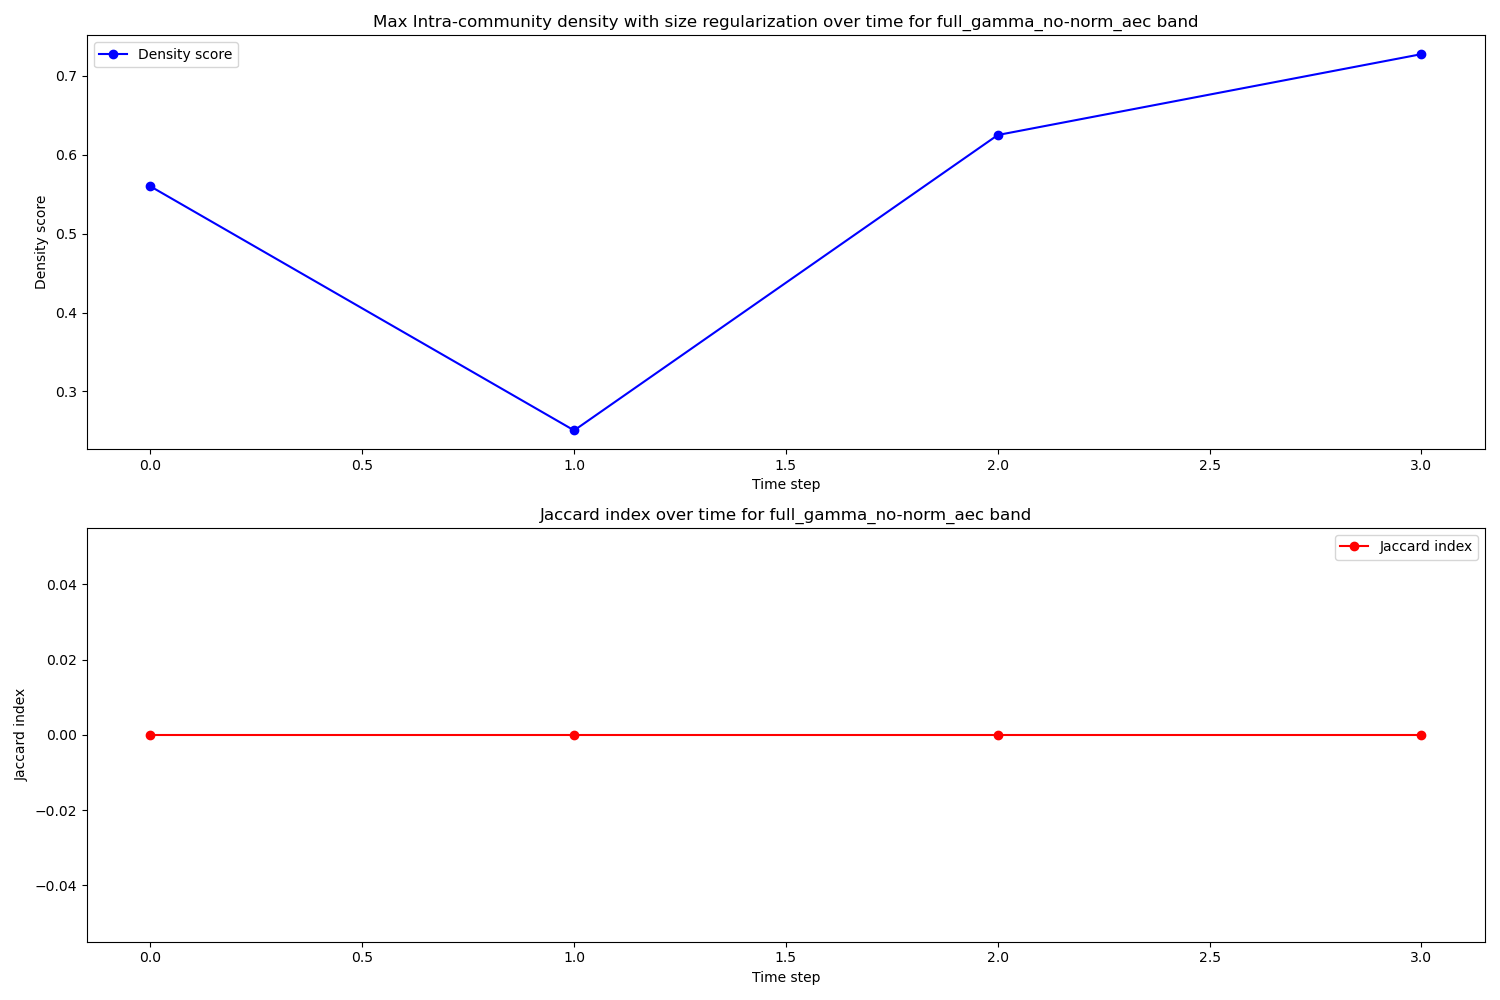 Max Intra-community density with size regularization over time for full_gamma_no-norm_aec band
Density score
0.7
0.6
0.5
0.4
0.3
Density score
0.0 0.5 1.0 1.5 2.0 2.5 3.0
Time step
Jaccard index over time for full_gamma_no-norm_aec band
Jaccard index
0.04
0.02
0.00
−0.02
−0.04
Jaccard index
0.0 0.5 1.0 1.5 2.0 2.5 3.0
Time step